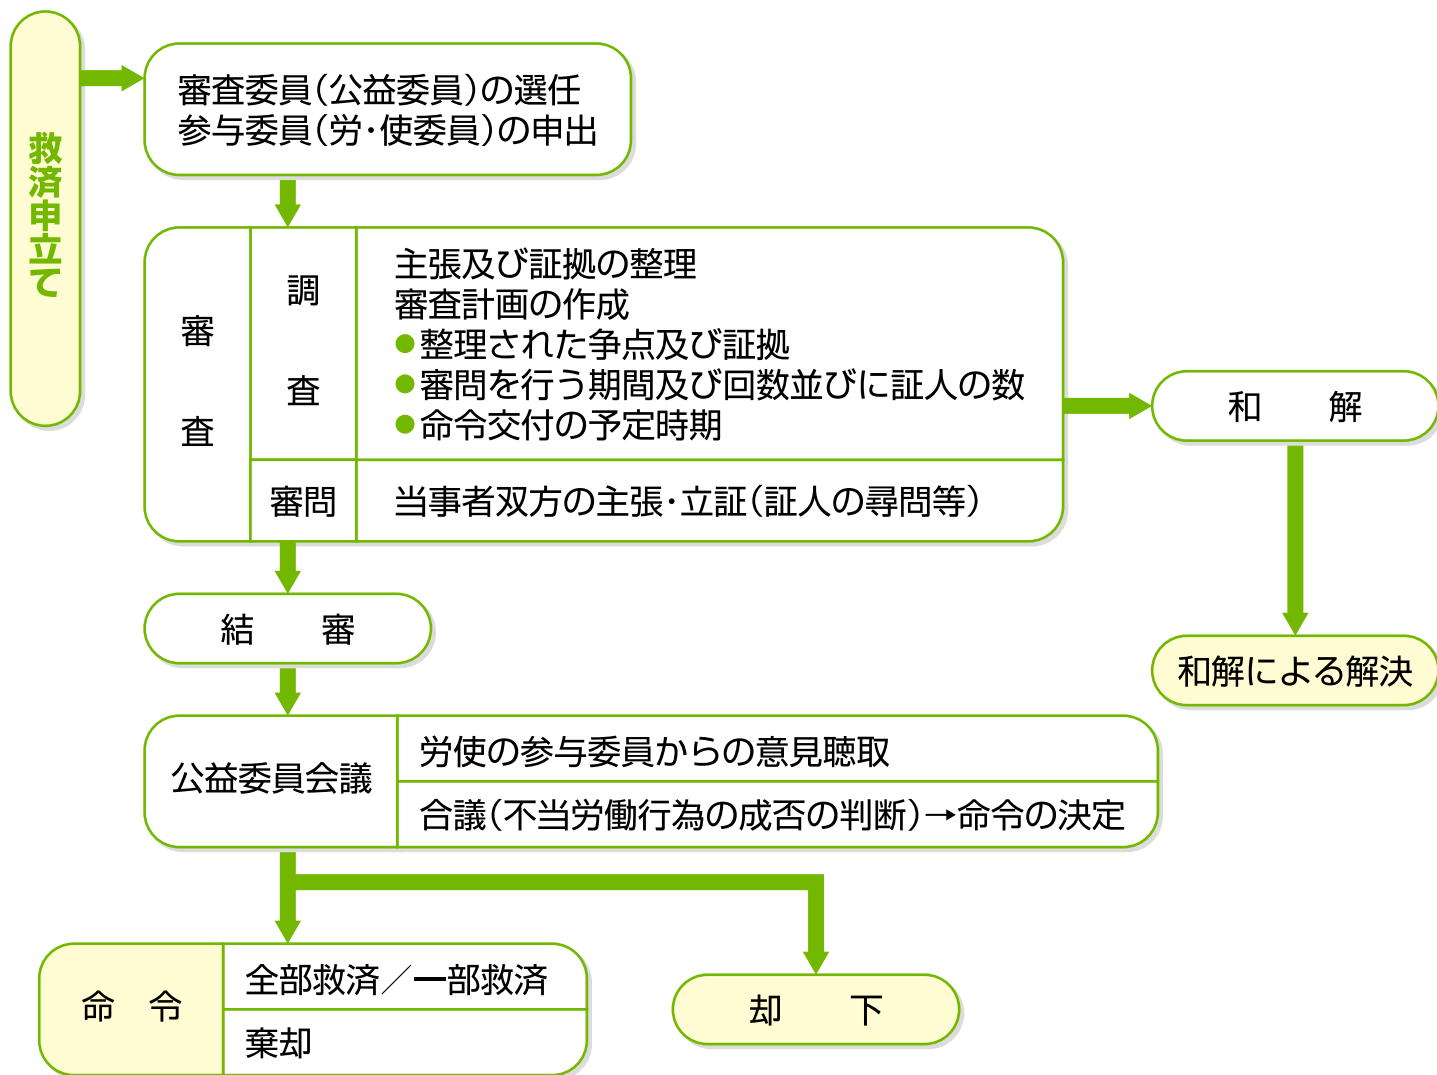 救済申立て
審査委員（公益委員）の選任
参与委員（労・使委員）の申出
審査
調査
主張及び証拠の整理
審査計画の作成
●整理された争点及び証拠
●審問を行う期間及び回数並びに証人の数
●命令交付の予定時期
審問
当事者双方の主張・立証（証人の尋問等）
和解
和解による解決
結審
公益委員会議
労使の参与委員からの意見聴取
合議（不当労働行為の成否の判断）→命令の決定
命令
全部救済／一部救済
棄却
却下